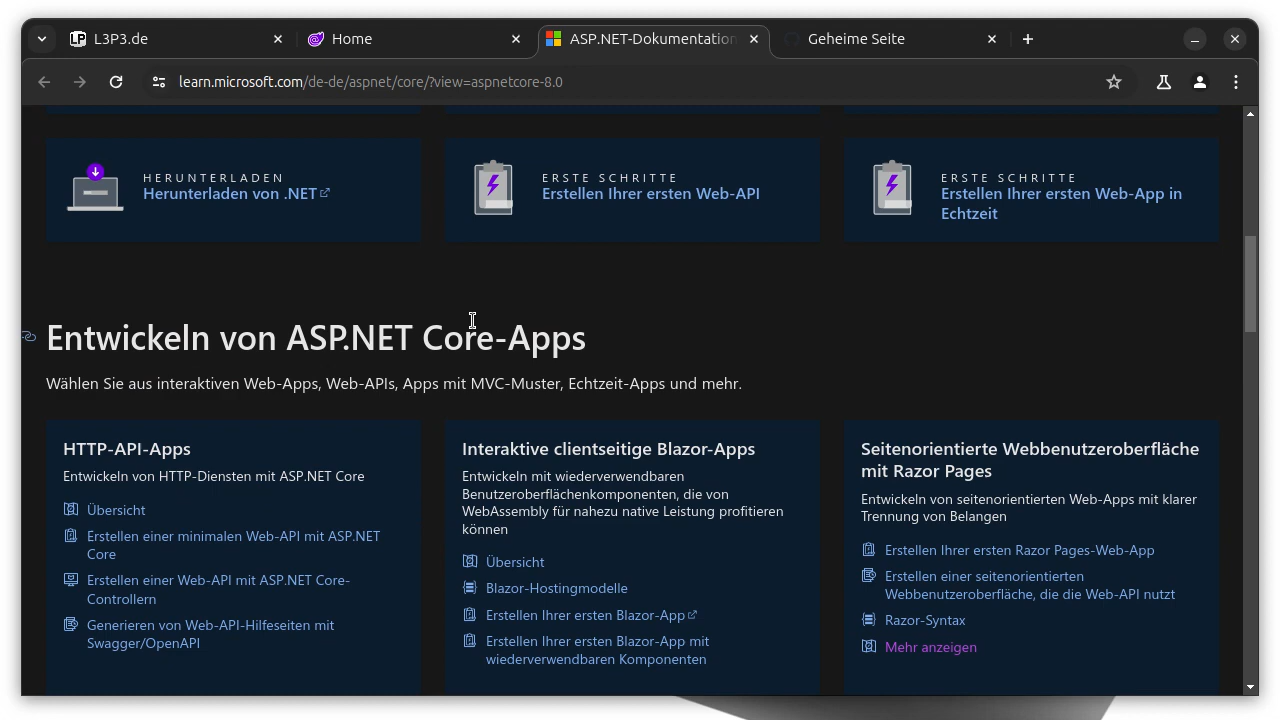 L3P3.de
Home
ASP.NET-Dokumentation
Geheime Seite
learn.microsoft.com/de-de/aspnet/core/?view=aspnetcore-8.0
HERUNTERLADEN
Herunterladen von .NET
ERSTE SCHRITTE
Erstellen Ihrer ersten Web-API
ERSTE SCHRITTE
Erstellen Ihrer ersten Web-App in
Echtzeit
Entwickeln von ASP.NET Core-Apps
Wählen Sie aus interaktiven Web-Apps, Web-APIs, Apps mit MVC-Muster, Echtzeit-Apps und mehr.
HTTP-API-Apps
Entwickeln von HTTP-Diensten mit ASP.NET Core
Übersicht
Erstellen einer minimalen Web-API mit ASP.NET
Core
Erstellen einer Web-API mit ASP.NET Core-
Controllern
Generieren von Web-API-Hilfeseiten mit
Swagger/OpenAPI
Interaktive clientseitige Blazor-Apps
Entwickeln mit wiederverwendbaren
Benutzeroberflächenkomponenten, die von
WebAssembly für nahezu native Leistung profitieren
können
Übersicht
Blazor-Hostingmodelle
Erstellen Ihrer ersten Blazor-App
Erstellen Ihrer ersten Blazor-App mit
wiederverwendbaren Komponenten
Seitenorientierte Webbenutzeroberfläche
mit Razor Pages
Entwickeln von seitenorientierten Web-Apps mit klarer
Trennung von Belangen
Erstellen Ihrer ersten Razor Pages-Web-App
Erstellen einer seitenorientierten
Webbenutzeroberfläche, die die Web-API nutzt
Razor-Syntax
Mehr anzeigen